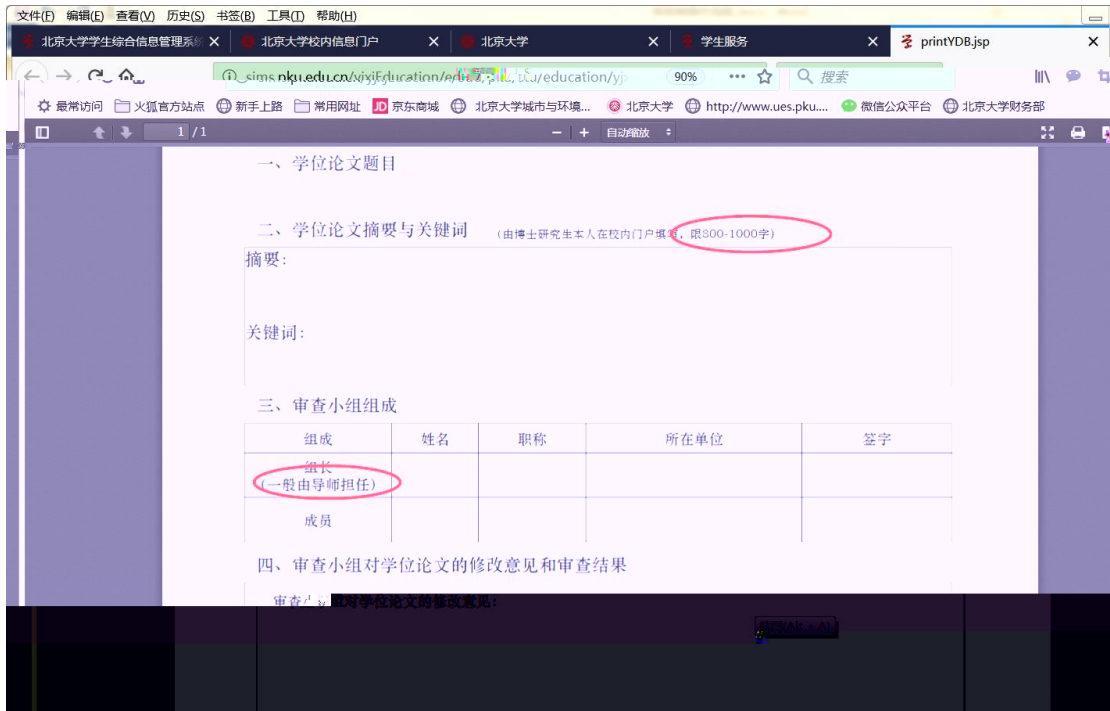 文件(F) 编辑(E) 查看(V) 历史(S) 书签(B) 工具(T) 帮助(H)
北京大学学生综合信息管理系统 北京大学校内信息门户 北京大学 学生服务 printYDB.jsp
90% 搜索
最常访问 火狐官方站点 新手上路 常用网址 JD 京东商城 北京大学城市与环境... 北京大学 http://www.ues.pku.... 微信公众平台 北京大学财务部
1 / 1 自动缩放
一、学位论文题目
二、学位论文摘要与关键词 (由博士研究生本人在校内门户填写，限800-1000字)
摘要:
关键词:
三、审查小组组成
组成 姓名 职称 所在单位 签字
组长
(一般由导师担任)
成员
四、审查小组对学位论文的修改意见和审查结果
审查小组对学位论文的修改意见: